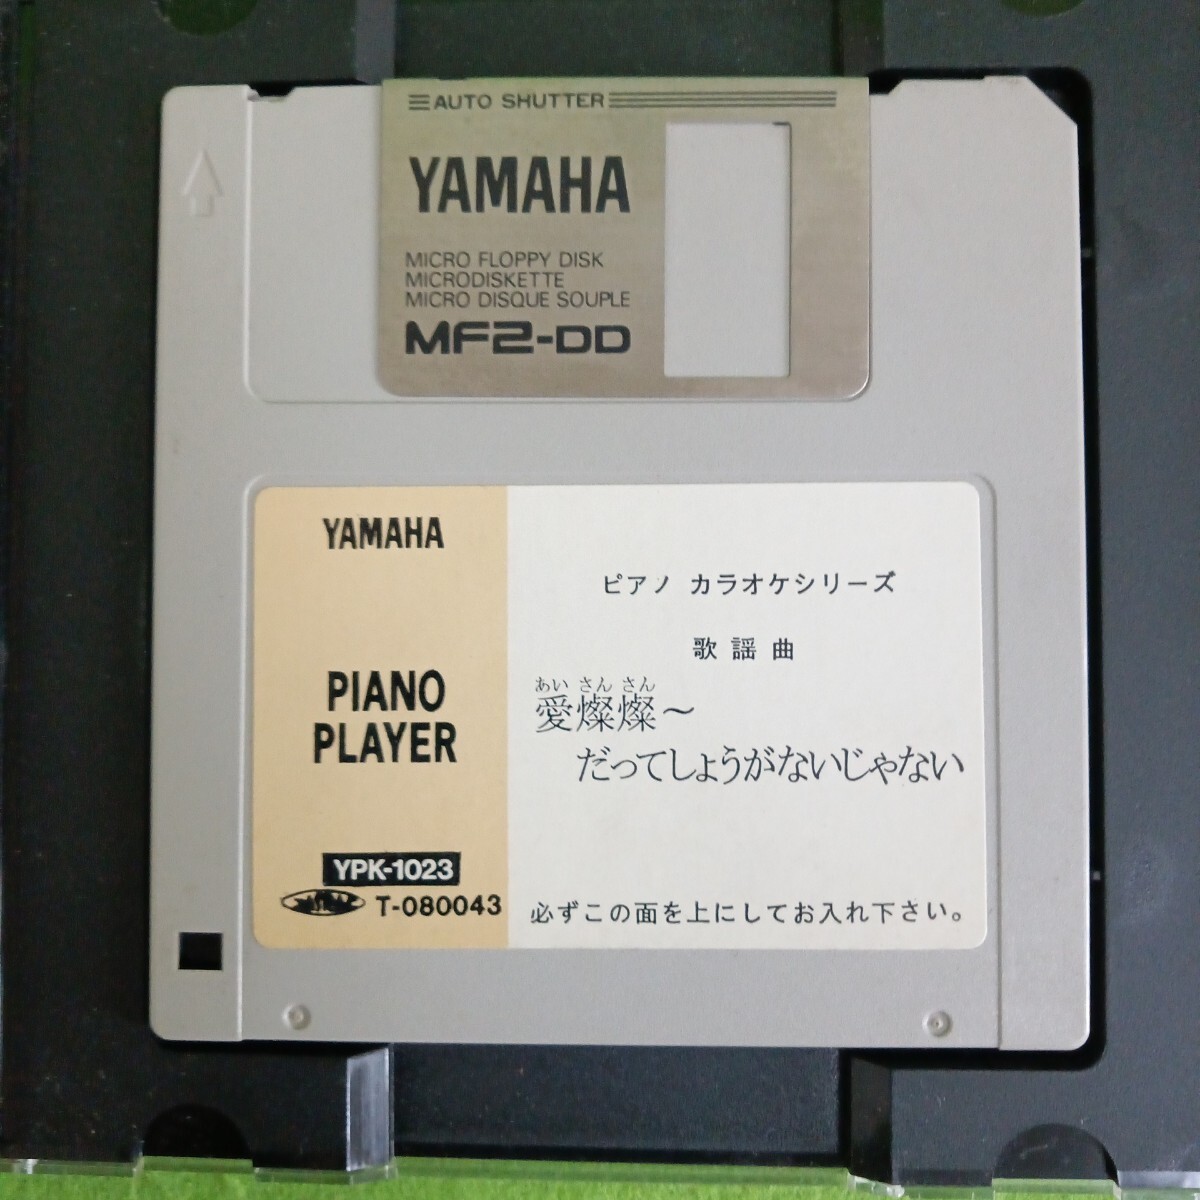 AUTO SHUTTER
YAMAHA
MICRO FLOPPY DISK
MICRODISKETTE
MICRO DISQUE SOUPLE
MF2-DD
YAMAHA
PIANO
PLAYER
YPK-1023
T-080043
ピアノ カラオケシリーズ
歌謡曲
あい さん さん
愛燦燦～
だってしょうがないじゃない
必ずこの面を上にしてお入れ下さい。